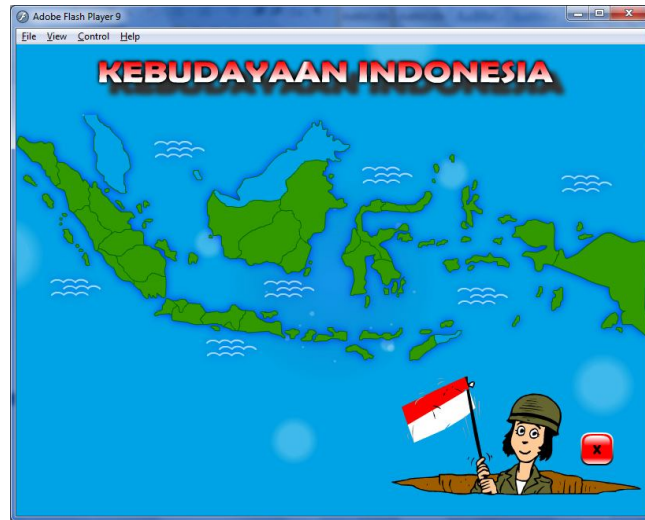 Adobe Flash Player 9
File View Control Help
KEBUDAYAAN INDONESIA
X